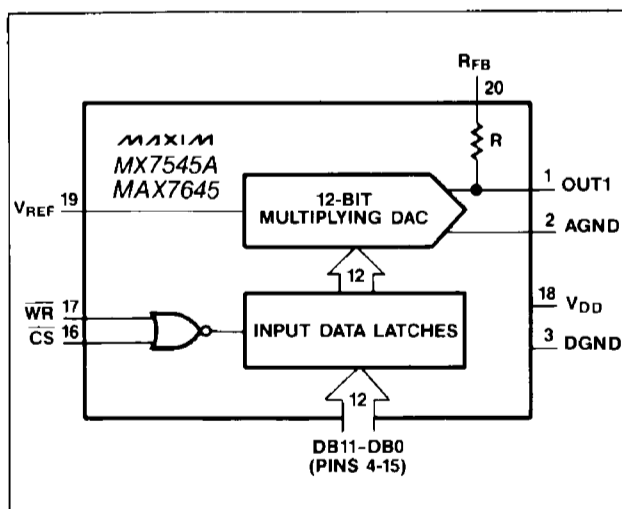 RFB
20
MAXIM
MX7545A
MAX7645
R
12-BIT
MULTIPLYING DAC
1 OUT1
VREF 19
2 AGND
12
18 VDD
WR 17
CS 16
INPUT DATA LATCHES
3 DGND
12
DB11-DB0
(PINS 4-15)